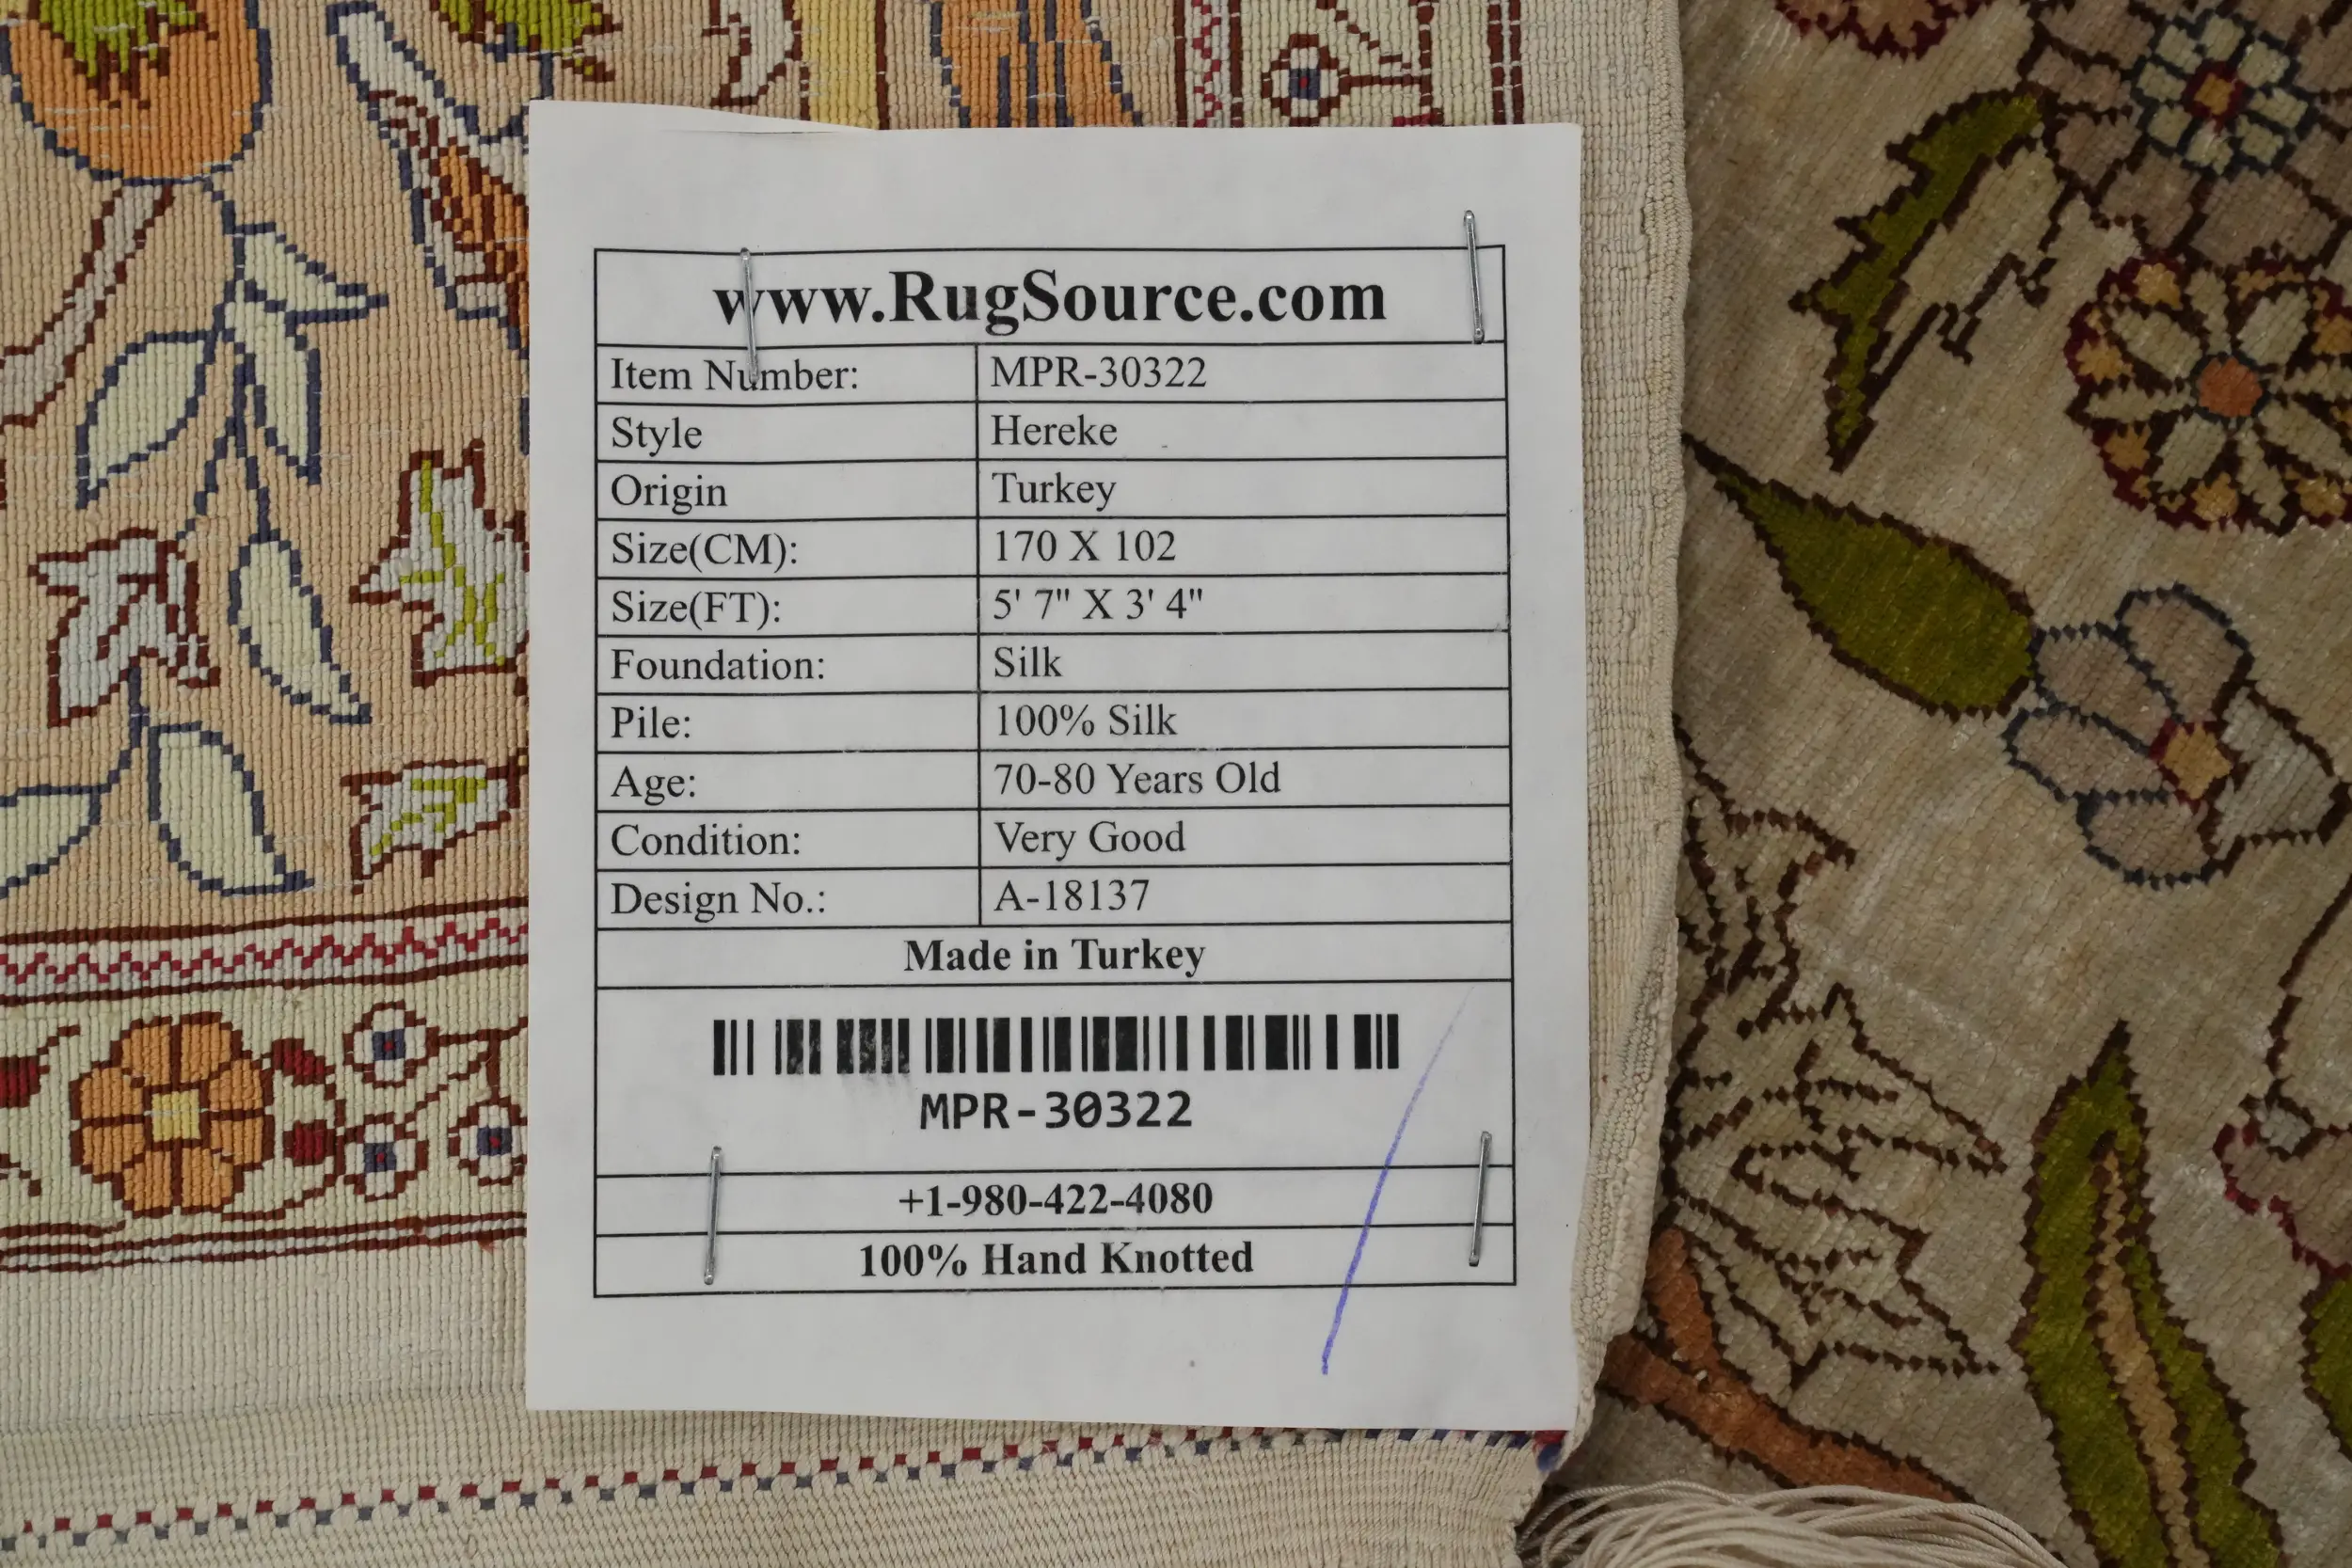 www.RugSource.com
Item Number: MPR-30322
Style Hereke
Origin Turkey
Size(CM): 170 X 102
Size(FT): 5' 7" X 3' 4"
Foundation: Silk
Pile: 100% Silk
Age: 70-80 Years Old
Condition: Very Good
Design No.: A-18137
Made in Turkey
MPR-30322
+1-980-422-4080
100% Hand Knotted